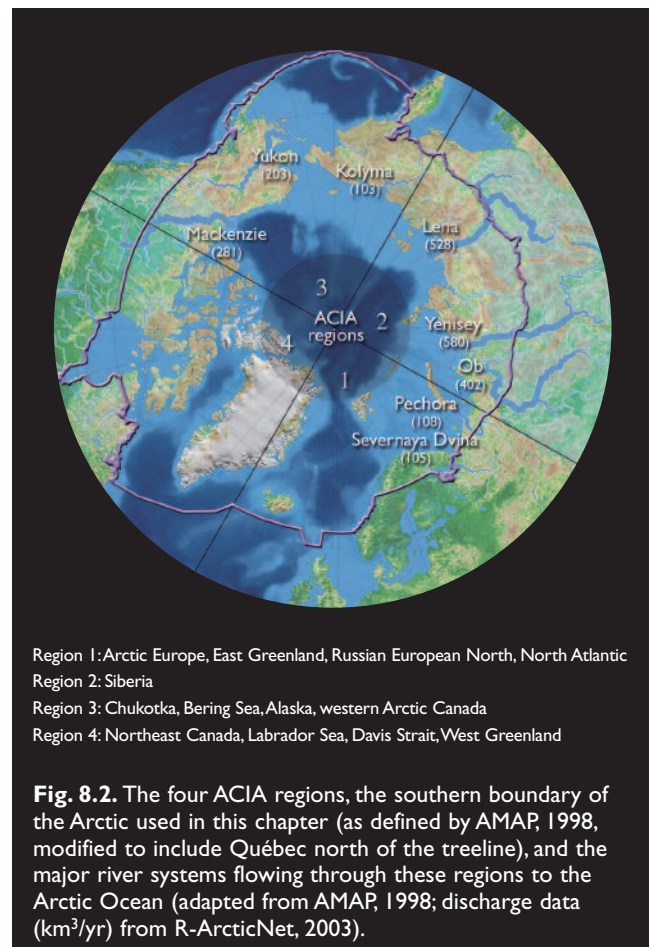 Yukon
(203)
Kolyma
(103)
Mackenzie
(281)
Lena
(528)
3
ACIA
regions
2
4
1
Yenisey
(580)
Ob
(402)
Pechora
(108)
Severnaya Dvina
(105)
Region 1: Arctic Europe, East Greenland, Russian European North, North Atlantic
Region 2: Siberia
Region 3: Chukotka, Bering Sea, Alaska, western Arctic Canada
Region 4: Northeast Canada, Labrador Sea, Davis Strait, West Greenland
Fig. 8.2. The four ACIA regions, the southern boundary of
the Arctic used in this chapter (as defined by AMAP, 1998,
modified to include Québec north of the treeline), and the
major river systems flowing through these regions to the
Arctic Ocean (adapted from AMAP, 1998; discharge data
(km³/yr) from R-ArcticNet, 2003).